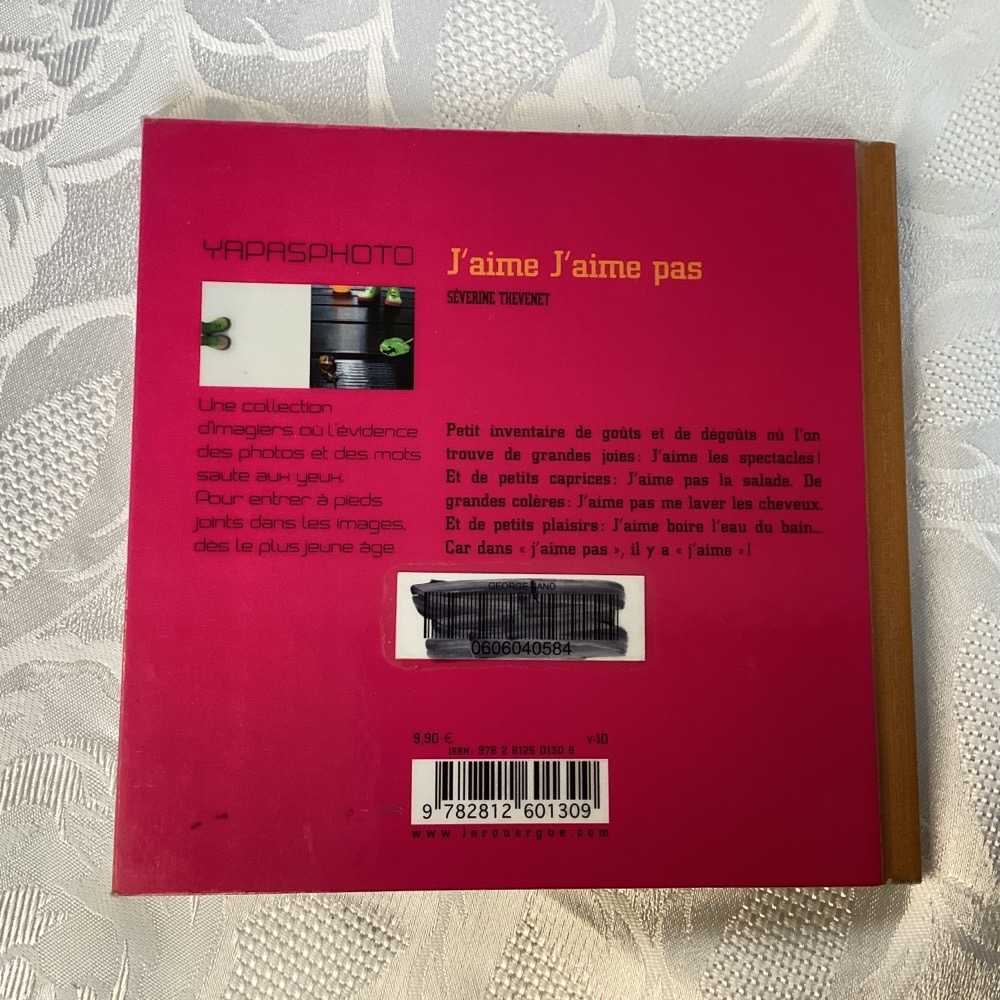 YAPASPHOTO
Une collection
d'imagiers où l'évidence
des photos et des mots
saute aux yeux.
Pour entrer à pieds
joints dans les images,
dès le plus jeune âge.
J'aime J'aime pas
SÉVERINE THEVENET
Petit inventaire de goûts et de dégoûts où l'on
trouve de grandes joies : J'aime les spectacles !
Et de petits caprices : J'aime pas la salade. De
grandes colères : J'aime pas me laver les cheveux.
Et de petits plaisirs : J'aime boire l'eau du bain...
Car dans « j'aime pas », il y a « j'aime » !
GEORGE SAND
0606040584
9,90 € v-10
ISBN : 978 2 8126 0130 9
9 782812 601309
www.lerouergue.com